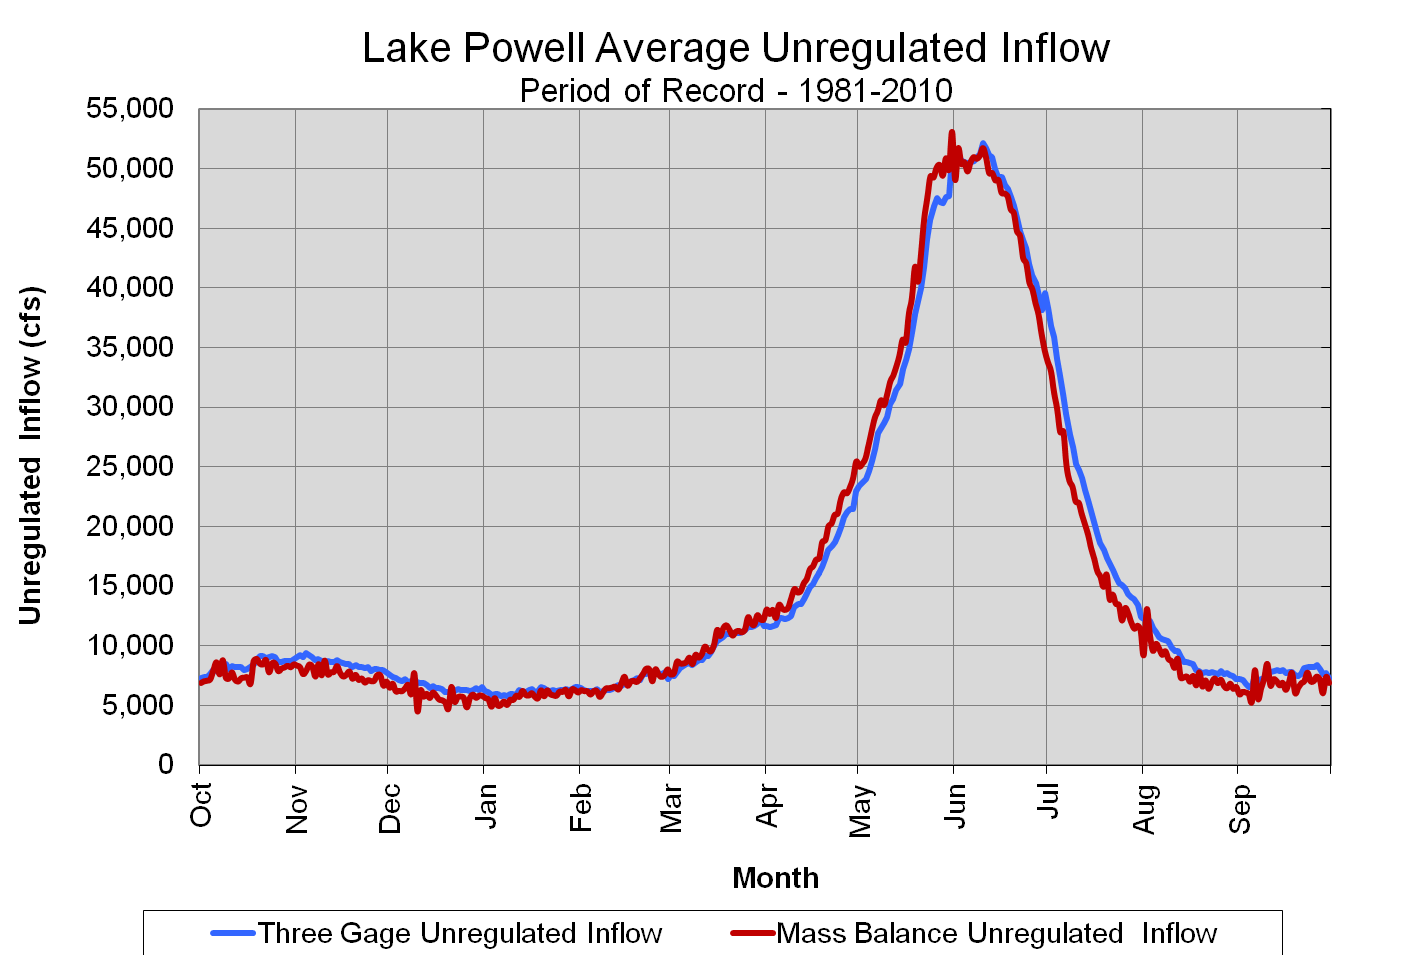 Lake Powell Average Unregulated Inflow
Period of Record - 1981-2010
55,000
50,000
45,000
40,000
35,000
30,000
25,000
20,000
15,000
10,000
5,000
0
Unregulated Inflow (cfs)
Oct
Nov
Dec
Jan
Feb
Mar
Apr
May
Jun
Jul
Aug
Sep
Month
Three Gage Unregulated Inflow
Mass Balance Unregulated Inflow